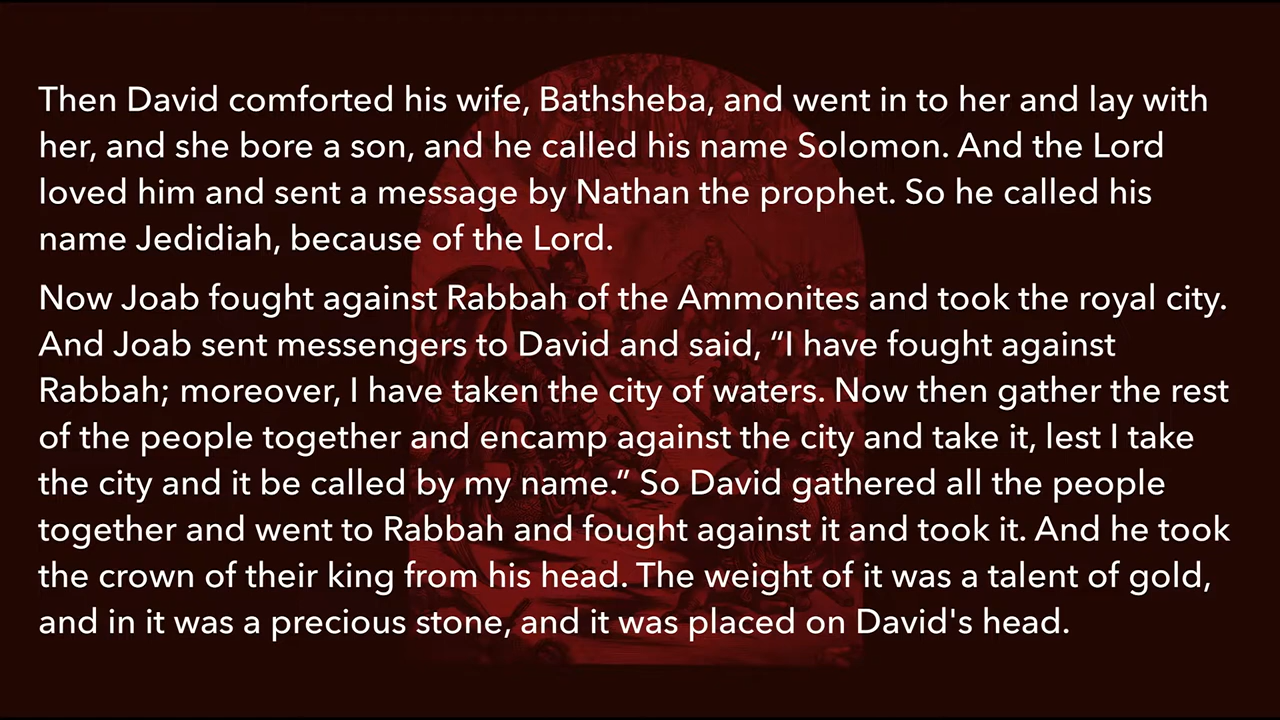 Then David comforted his wife, Bathsheba, and went in to her and lay with
her, and she bore a son, and he called his name Solomon. And the Lord
loved him and sent a message by Nathan the prophet. So he called his
name Jedidiah, because of the Lord.
Now Joab fought against Rabbah of the Ammonites and took the royal city.
And Joab sent messengers to David and said, “I have fought against
Rabbah; moreover, I have taken the city of waters. Now then gather the rest
of the people together and encamp against the city and take it, lest I take
the city and it be called by my name.” So David gathered all the people
together and went to Rabbah and fought against it and took it. And he took
the crown of their king from his head. The weight of it was a talent of gold,
and in it was a precious stone, and it was placed on David's head.